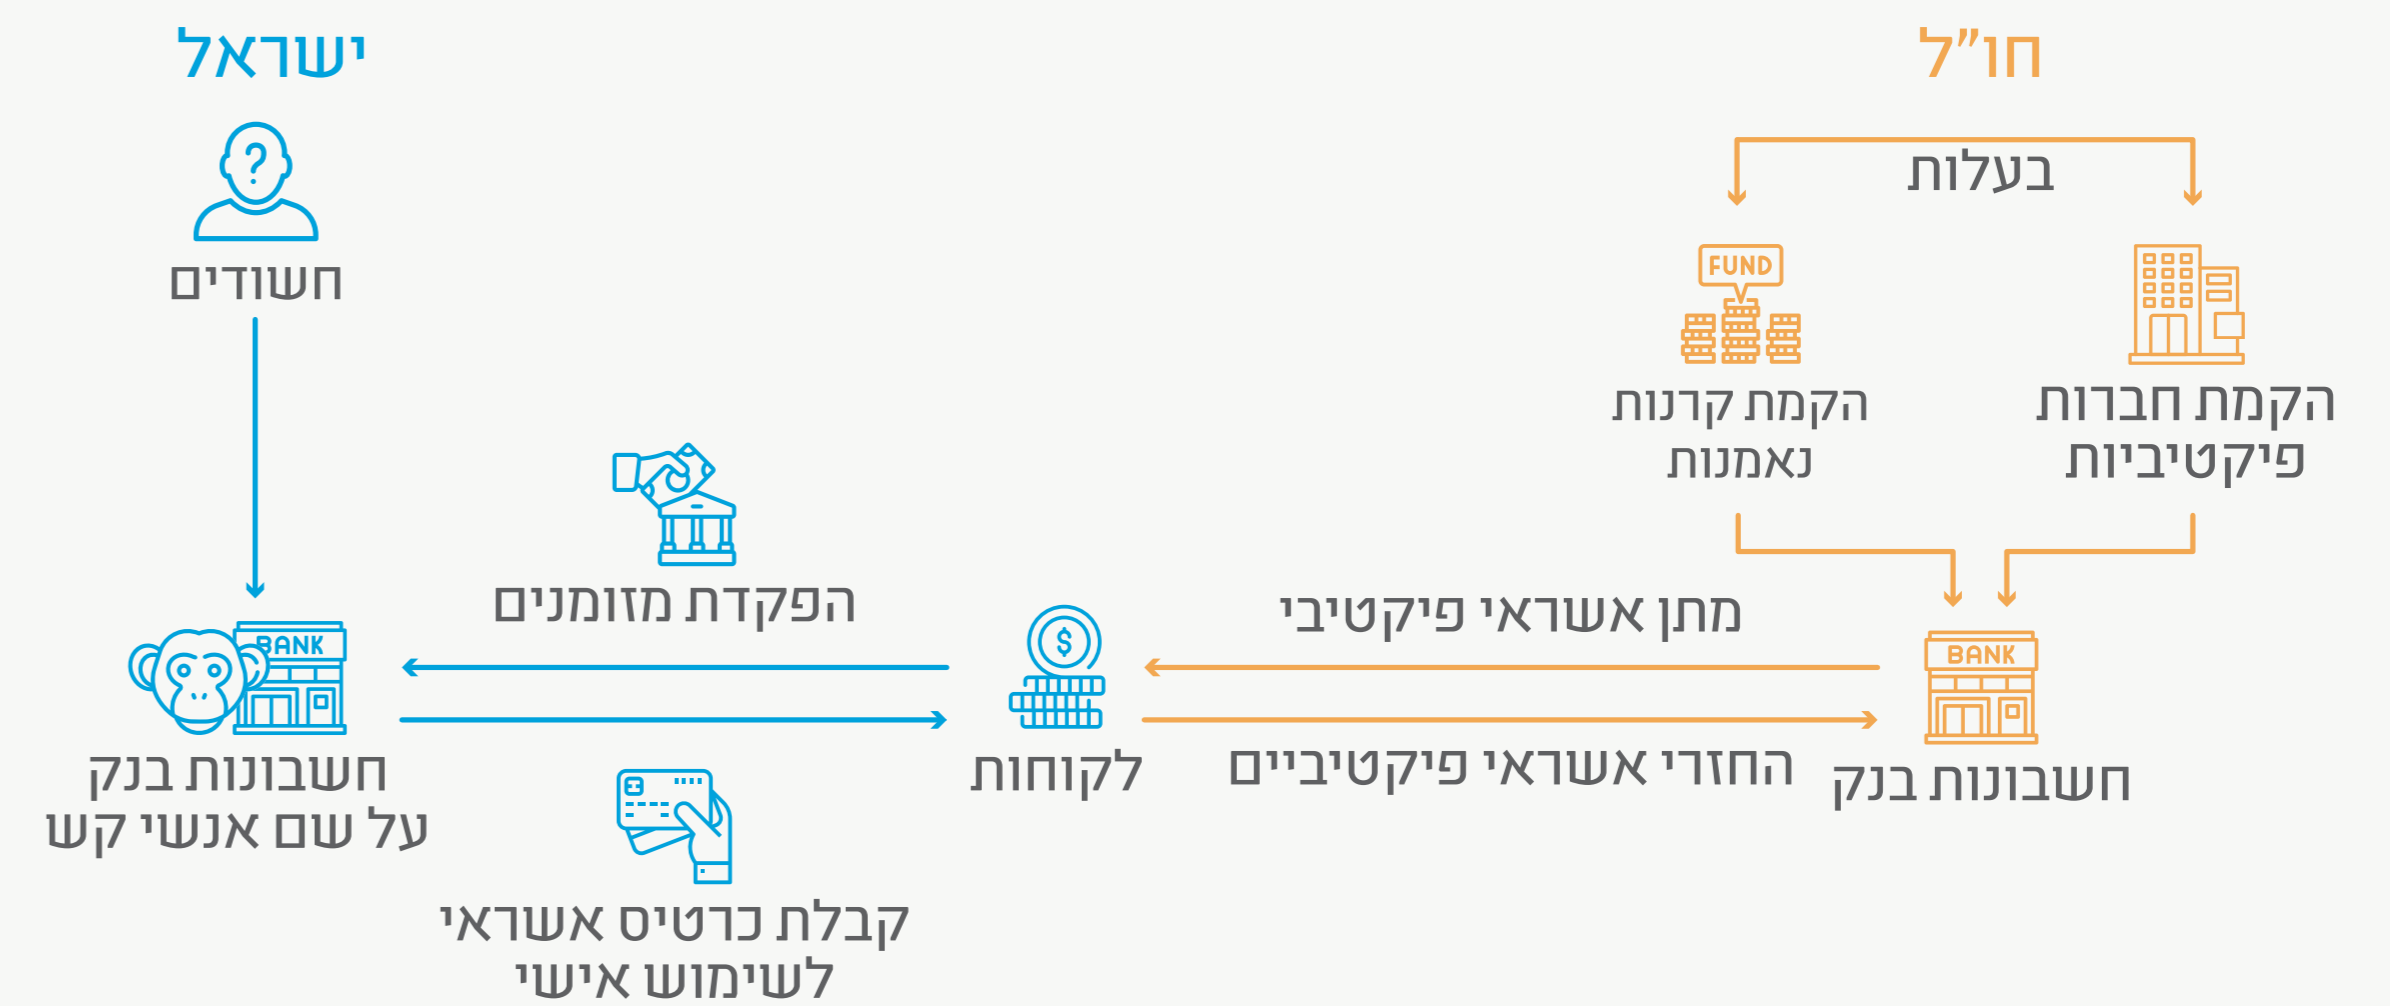 חו"ל
ישראל
בעלות
FUND
חשודים
הקמת חברות
פיקטיביות
הקמת קרנות
נאמנות
הפקדת מזומנים
מתן אשראי פיקטיבי
BANK
BANK
$
חשבונות בנק
החזרי אשראי פיקטיביים
לקוחות
חשבונות בנק
על שם אנשי קש
קבלת כרטיס אשראי
לשימוש אישי